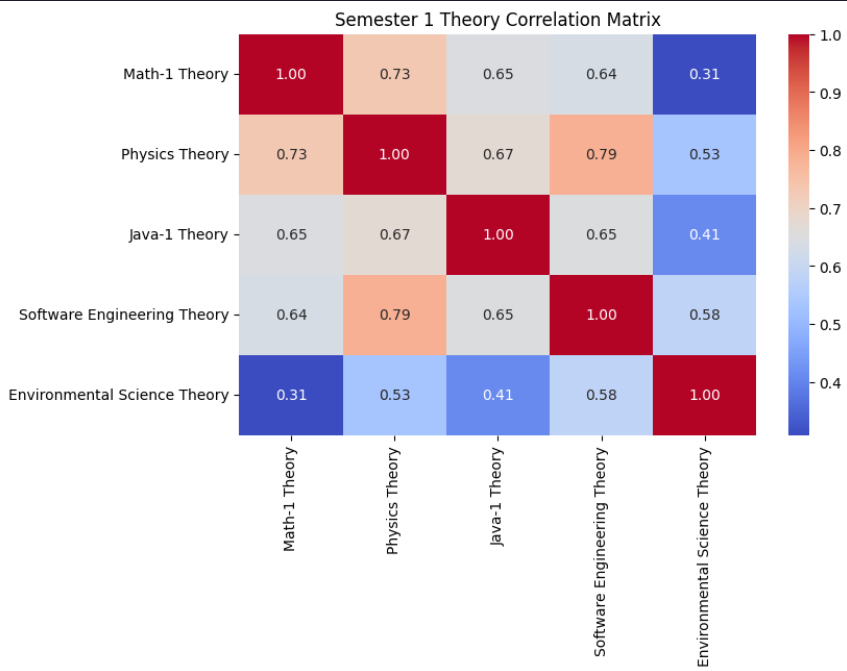 Semester 1 Theory Correlation Matrix
Math-1 Theory 1.00 0.73 0.65 0.64 0.31
Physics Theory 0.73 1.00 0.67 0.79 0.53
Java-1 Theory 0.65 0.67 1.00 0.65 0.41
Software Engineering Theory 0.64 0.79 0.65 1.00 0.58
Environmental Science Theory 0.31 0.53 0.41 0.58 1.00
Math-1 Theory
Physics Theory
Java-1 Theory
Software Engineering Theory
Environmental Science Theory
1.0
0.9
0.8
0.7
0.6
0.5
0.4